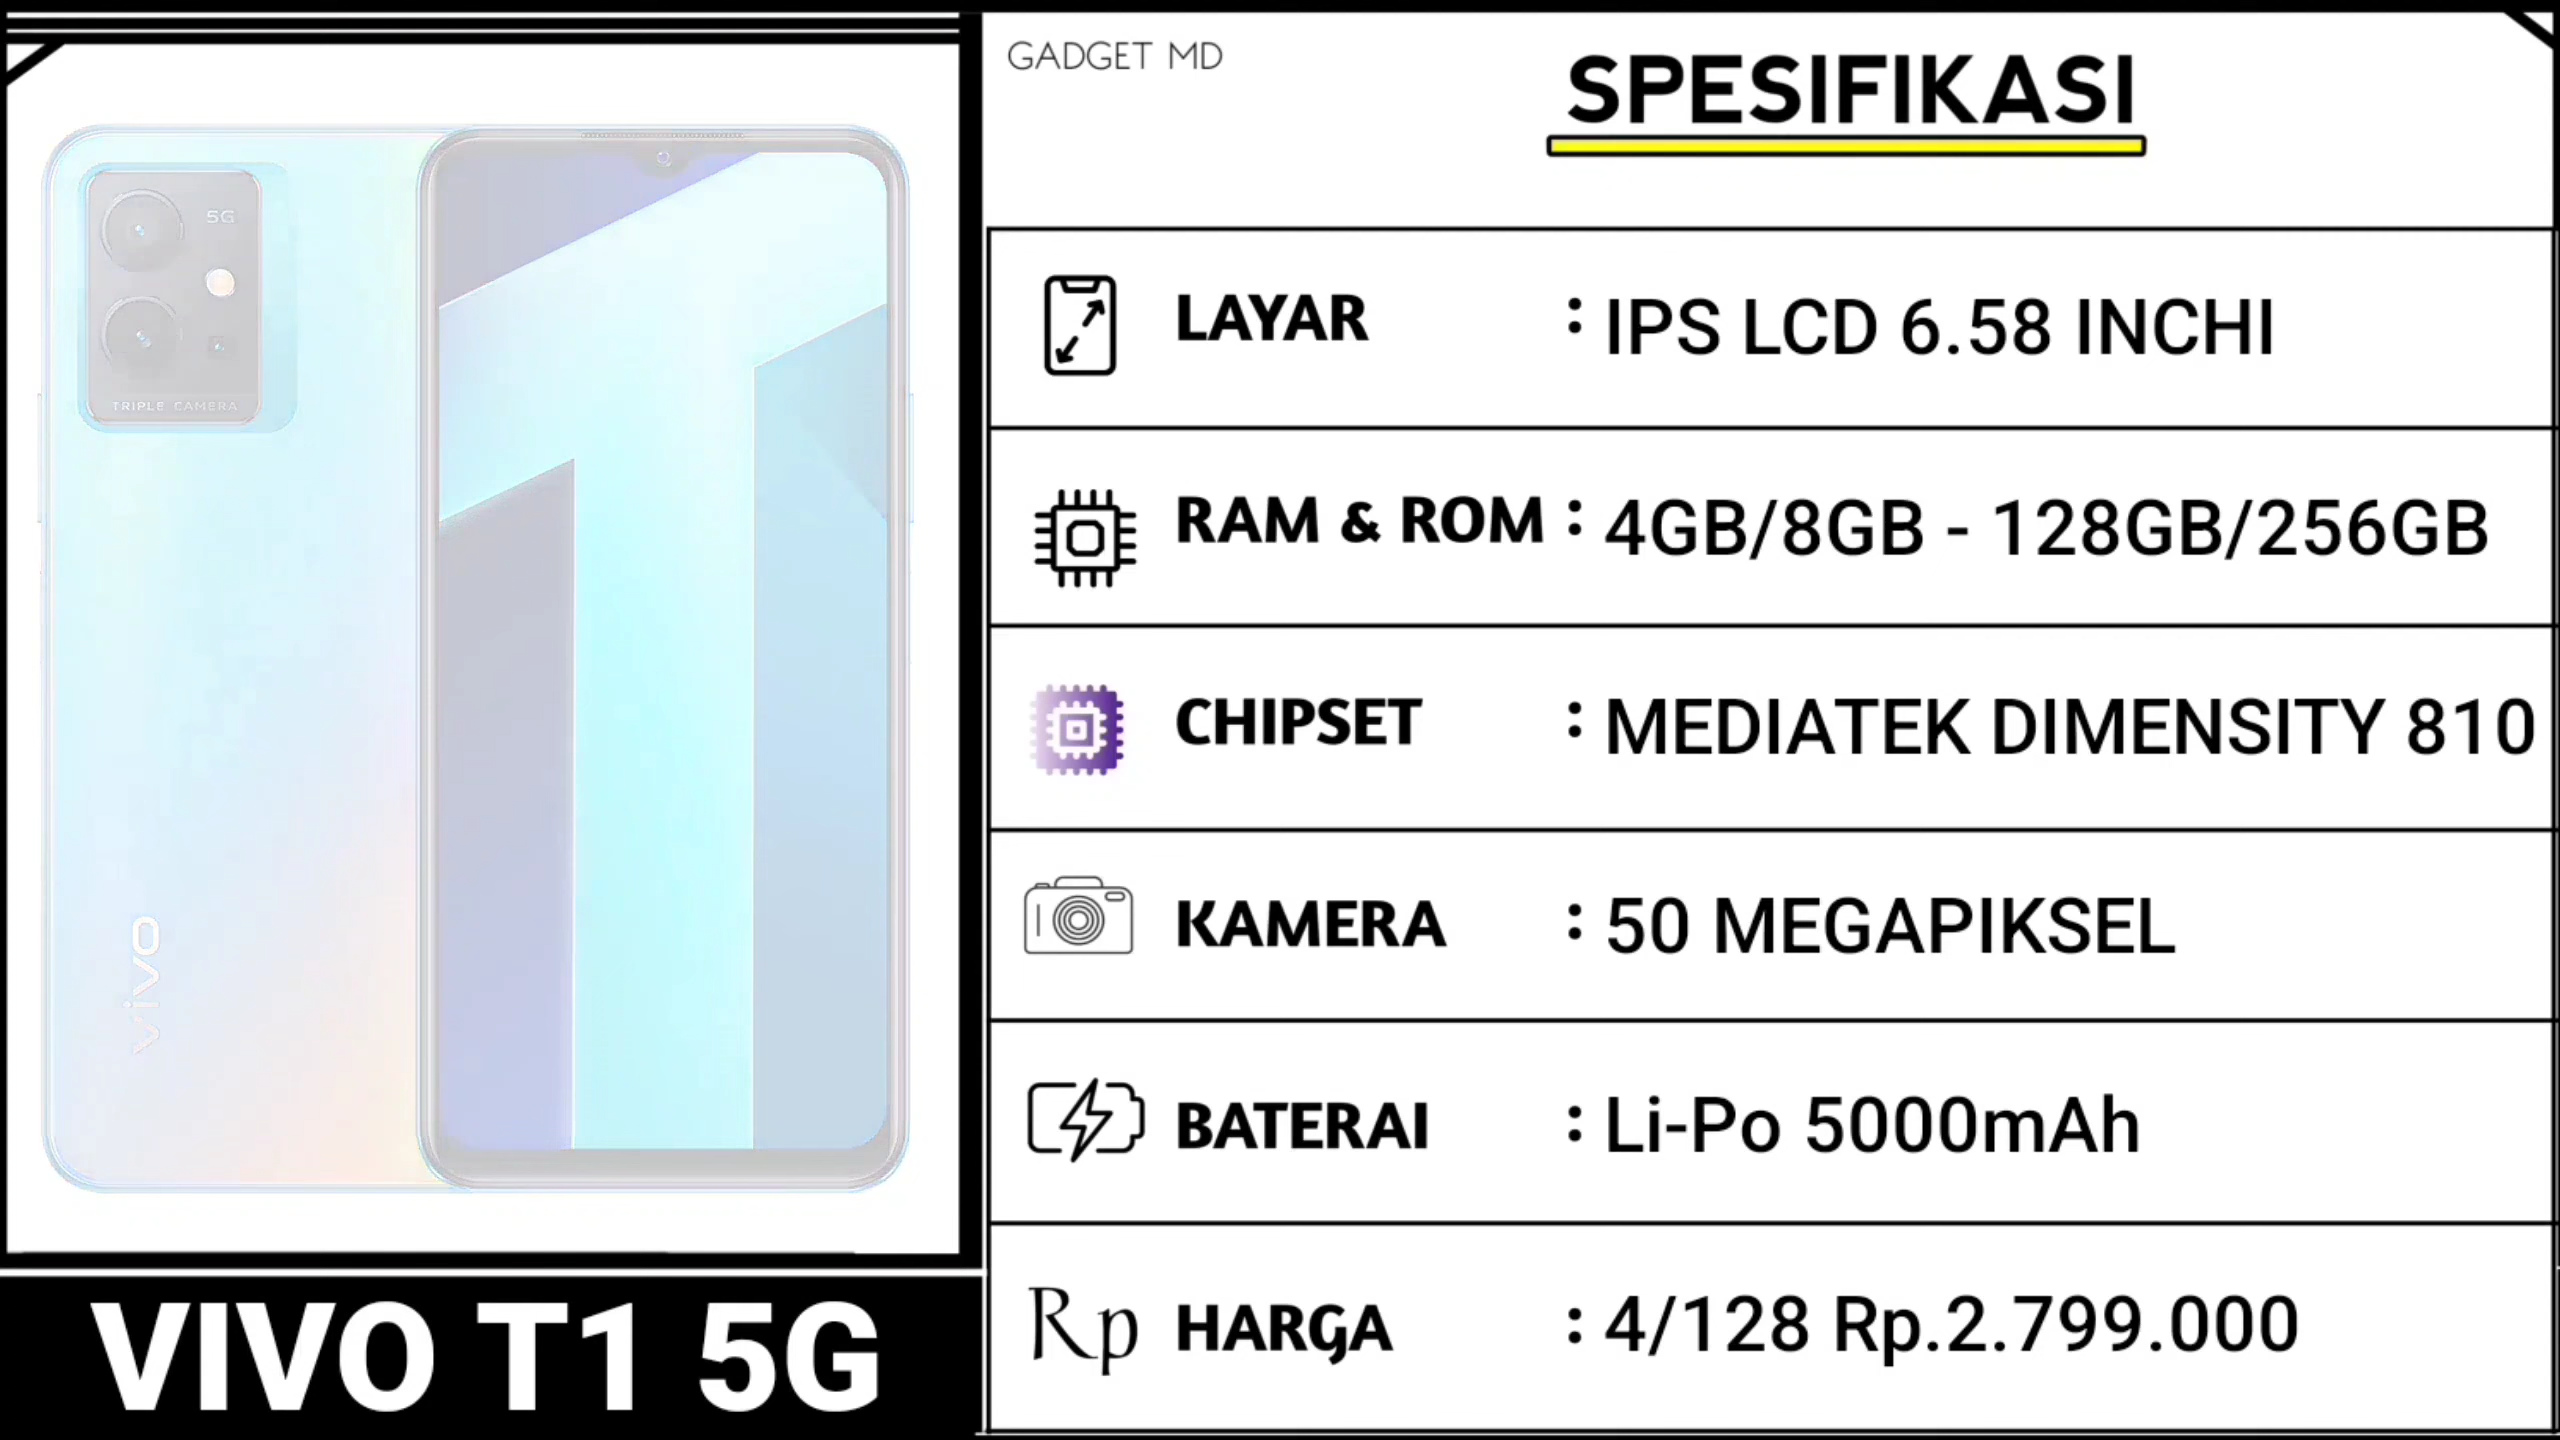 GADGET MD
SPESIFIKASI
5G
TRIPLE CAMERA
vivo
VIVO T1 5G
LAYAR : IPS LCD 6.58 INCHI
RAM & ROM : 4GB/8GB - 128GB/256GB
CHIPSET : MEDIATEK DIMENSITY 810
KAMERA : 50 MEGAPIKSEL
BATERAI : Li-Po 5000mAh
Rp HARGA : 4/128 Rp.2.799.000